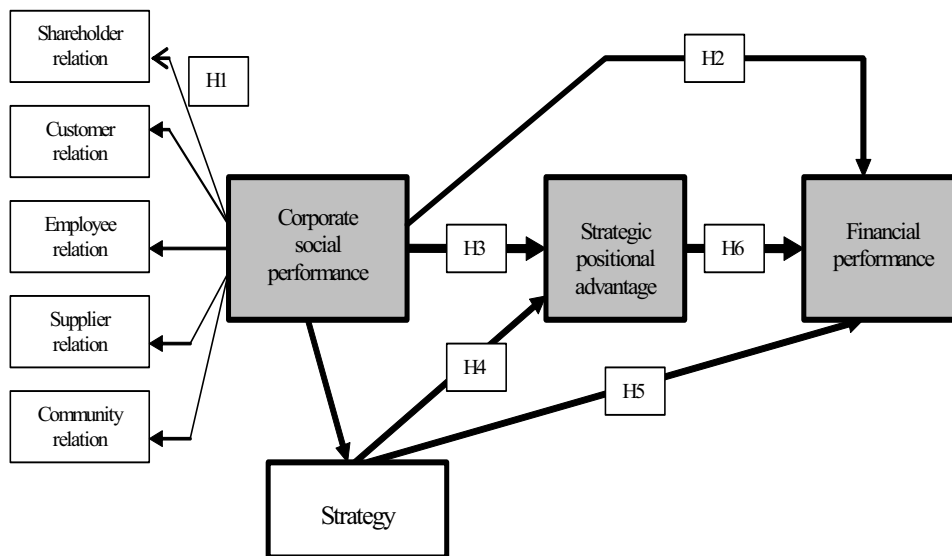 Shareholder
relation
H1
H2
Customer
relation
Employee
relation
Corporate
social
performance
H3
Strategic
positional
advantage
H6
Financial
performance
Supplier
relation
H4
H5
Community
relation
Strategy